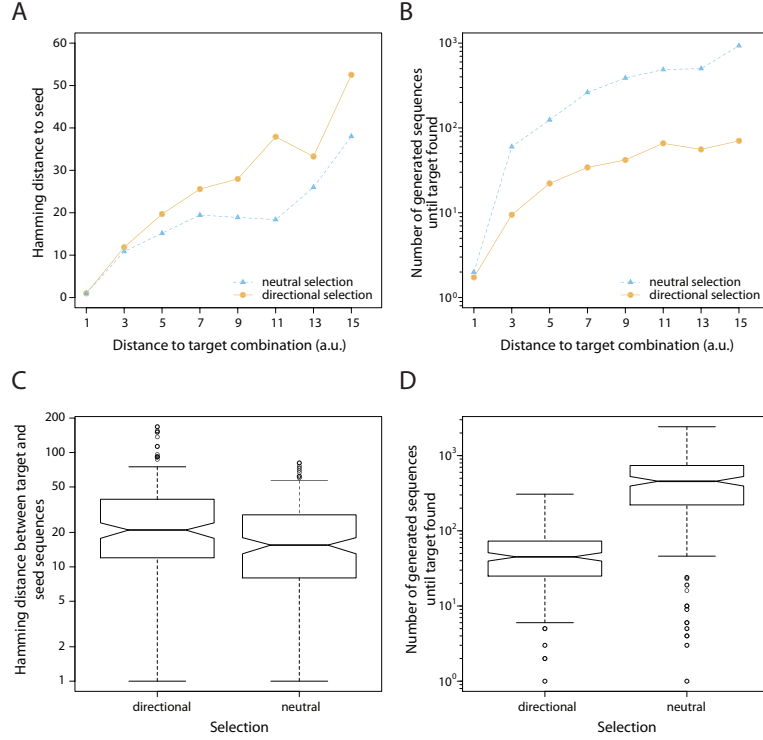 A
60
50
40
30
20
10
0
Hamming distance to seed
neutral selection
directional selection
1 3 5 7 9 11 13 15
Distance to target combination (a.u.)
B
10³
10²
10¹
10⁰
Number of generated sequences
until target found
neutral selection
directional selection
1 3 5 7 9 11 13 15
Distance to target combination (a.u.)
C
200
100
50
20
10
5
2
1
Hamming distance between target and
seed sequences
directional neutral
Selection
D
10³
10²
10¹
10⁰
Number of generated sequences
until target found
directional neutral
Selection